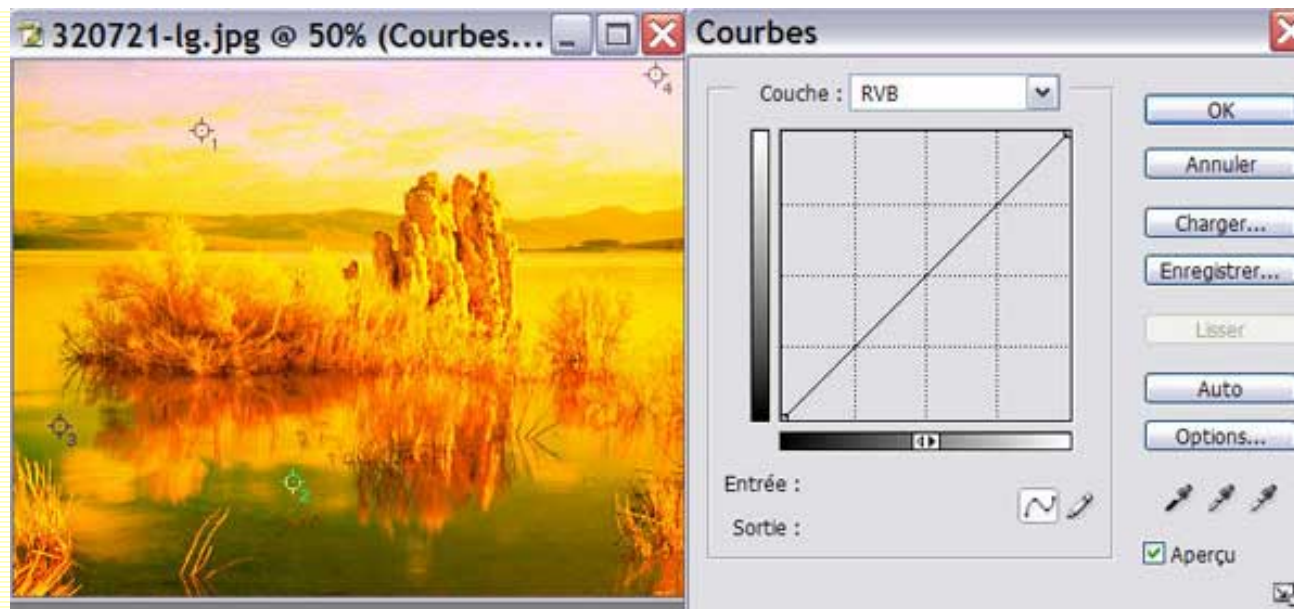 320721-lg.jpg @ 50% (Courbes...
1
4
3
2
Courbes
Couche : RVB
Entrée :
Sortie :
OK
Annuler
Charger...
Enregistrer...
Lisser
Auto
Options...
Aperçu